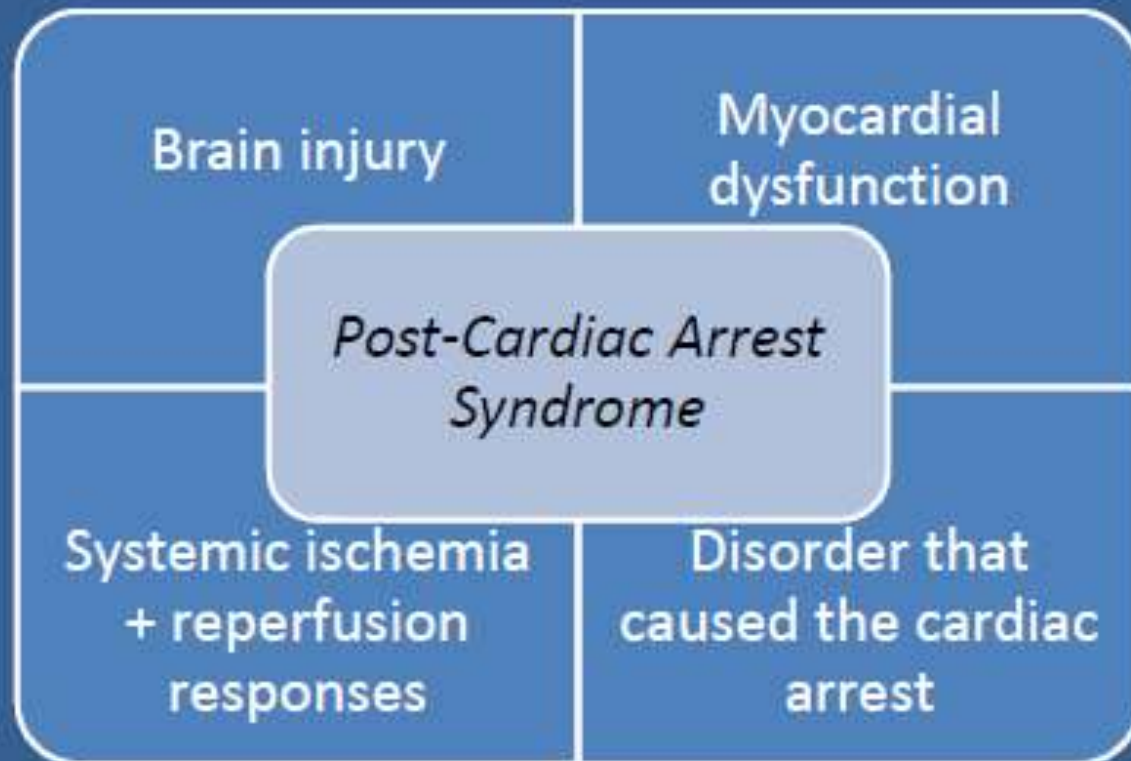 Brain injury
Myocardial
dysfunction
Post-Cardiac Arrest
Syndrome
Systemic ischemia
+ reperfusion
responses
Disorder that
caused the cardiac
arrest